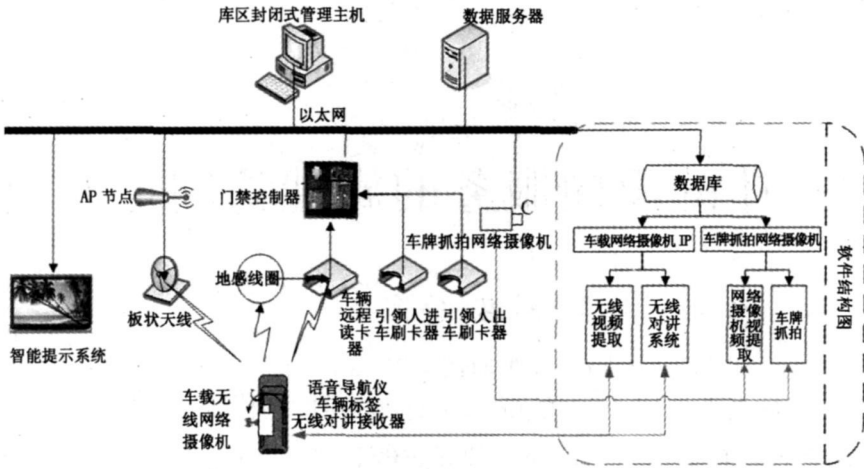 库区封闭式管理主机
数据服务器
以太网
AP 节点
门禁控制器
车牌抓拍网络摄像机
数据库
车载网络摄像机 IP
车牌抓拍网络摄像机
无线
视频
提取
无线
对讲
系统
网络
摄像
机视
频提
取
车牌
抓拍
软件结构图
地感线圈
板状天线
智能提示系统
车辆
远程
读卡
器
引领人进
车刷卡器
引领人出
车刷卡器
车载无
线网络
摄像机
语音导航仪
车辆标签
无线对讲接收器